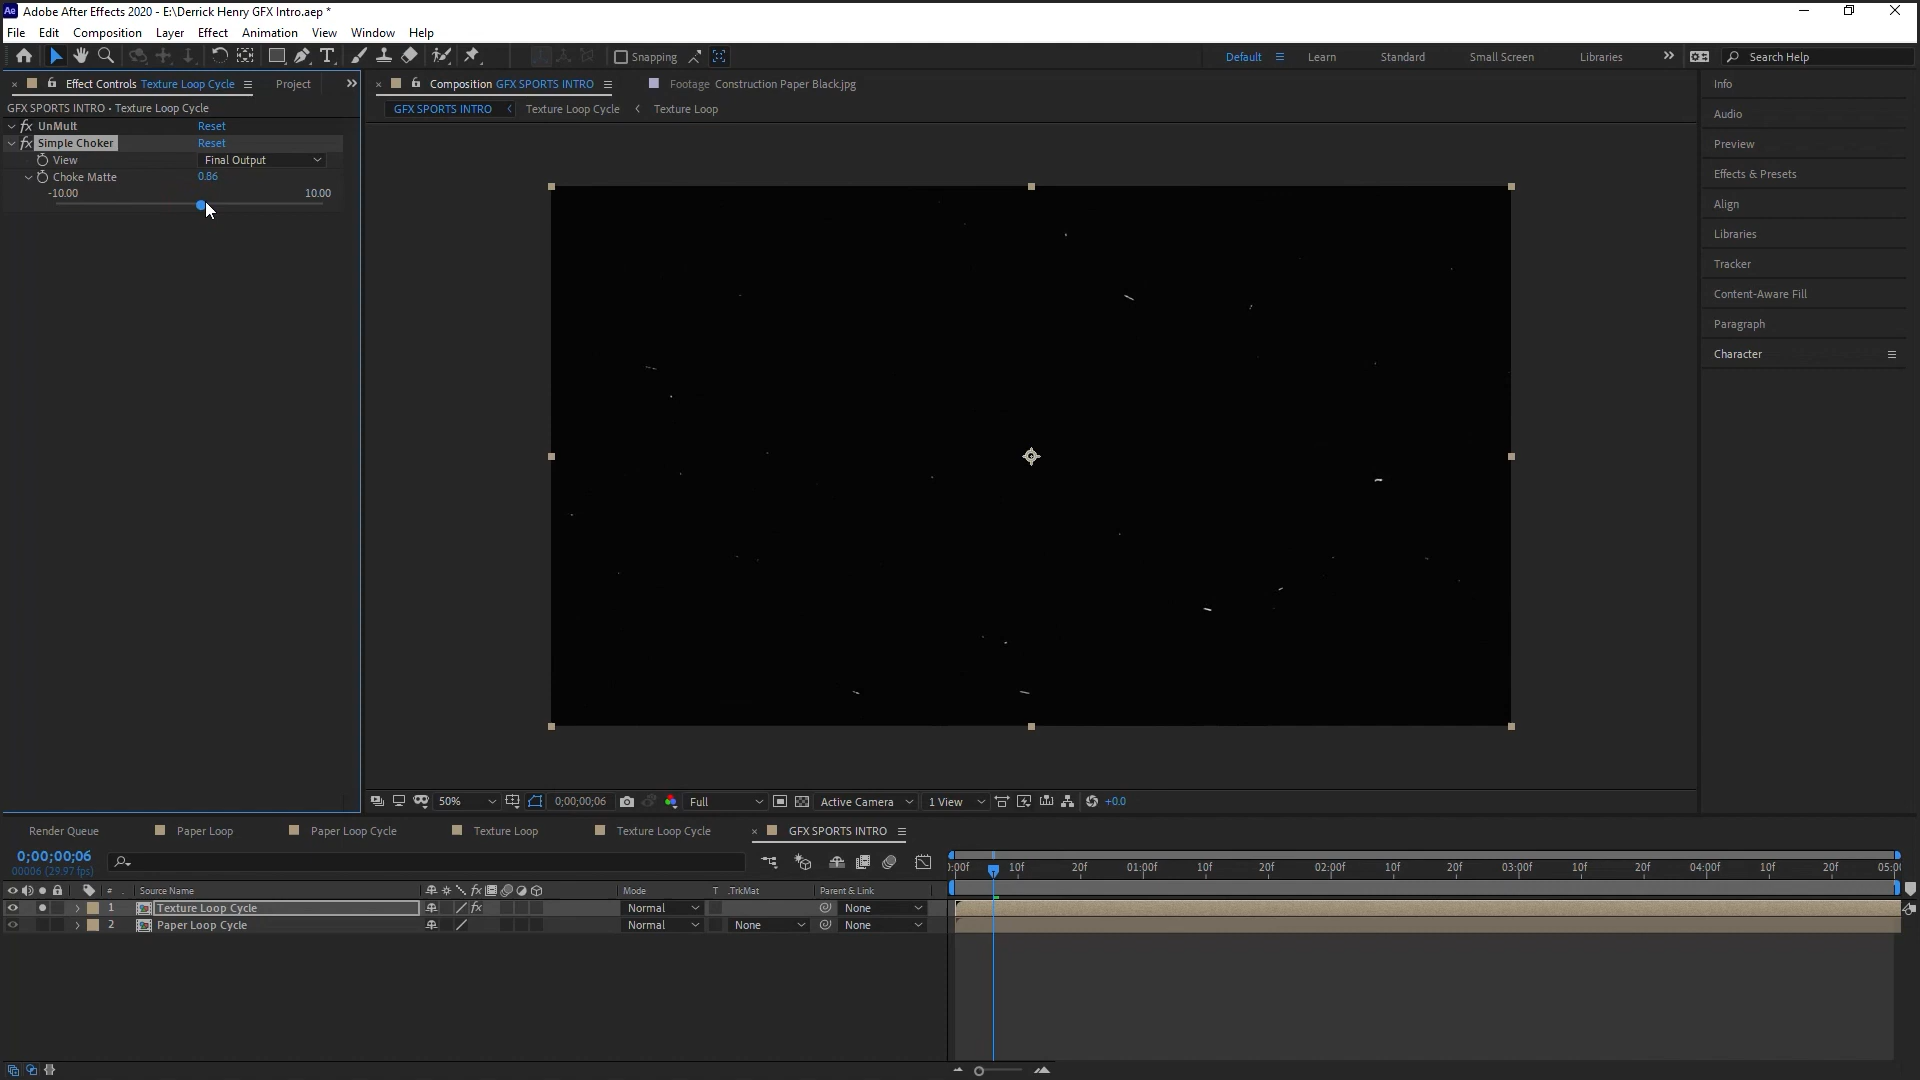 Ae Adobe After Effects 2020 - E:\Derrick Henry GFX Intro.aep *
File Edit Composition Layer Effect Animation View Window Help
Snapping Default Learn Standard Small Screen Libraries Search Help
Effect Controls Texture Loop Cycle Project
Composition GFX SPORTS INTRO Footage Construction Paper Black.jpg
GFX SPORTS INTRO • Texture Loop Cycle
GFX SPORTS INTRO Texture Loop Cycle Texture Loop
fx UnMult Reset
fx Simple Choker Reset
View Final Output
Choke Matte 0.86
-10.00 10.00
Info
Audio
Preview
Effects & Presets
Align
Libraries
Tracker
Content-Aware Fill
Paragraph
Character
50% 0;00;00;06 Full Active Camera 1 View +0.0
Render Queue Paper Loop Paper Loop Cycle Texture Loop Texture Loop Cycle GFX SPORTS INTRO
0;00;00;06
00006 (29.97 fps)
:00f 10f 20f 01:00f 10f 20f 02:00f 10f 20f 03:00f 10f 20f 04:00f 10f 20f 05:00
# Source Name fx Mode T .TrkMat Parent & Link
1 Texture Loop Cycle fx Normal None
2 Paper Loop Cycle Normal None None